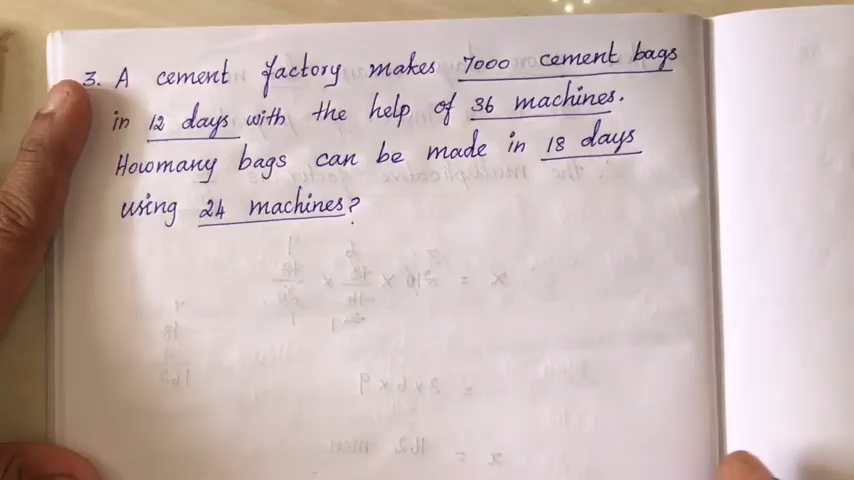 3. A cement factory makes 7000 cement bags
in 12 days with the help of 36 machines.
Howmany bags can be made in 18 days
using 24 machines?